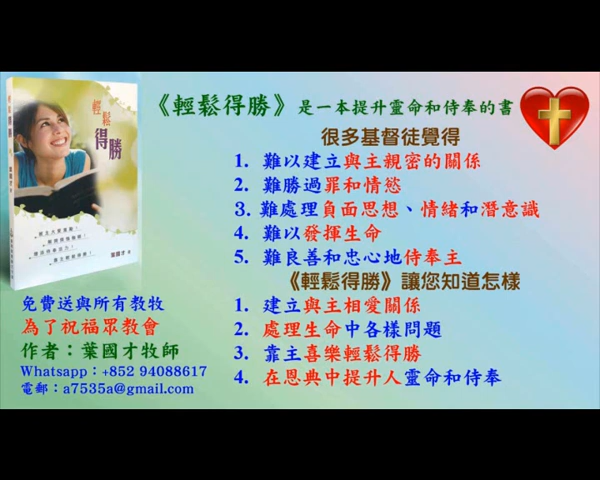 《輕鬆得勝》是一本提升靈命和侍奉的書
輕鬆
得勝
葉國才 著
很多基督徒覺得
1. 難以建立與主親密的關係
2. 難勝過罪和情慾
3. 難處理負面思想、情緒和潛意識
4. 難以發揮生命
5. 難良善和忠心地侍奉主
《輕鬆得勝》讓您知道怎樣
1. 建立與主相愛關係
2. 處理生命中各樣問題
3. 靠主喜樂輕鬆得勝
4. 在恩典中提升人靈命和侍奉
免費送與所有教牧
為了祝福眾教會
作者：葉國才牧師
Whatsapp：+852 94088617
電郵：a7535a@gmail.com